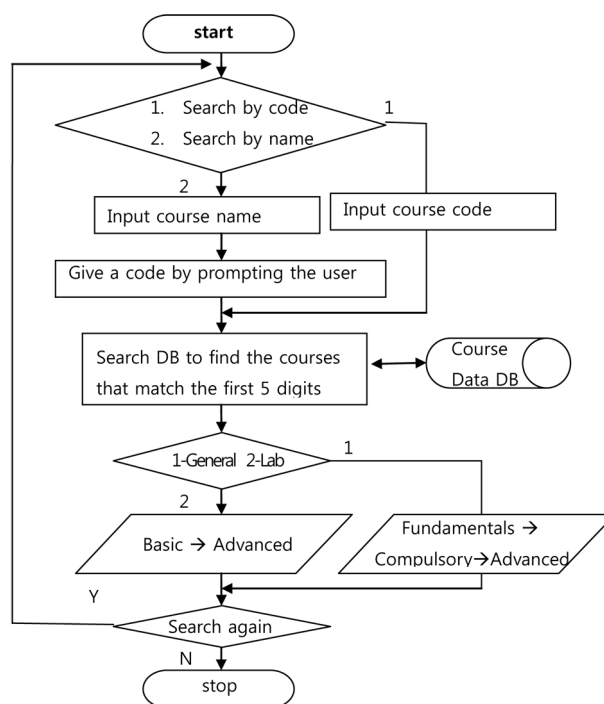 start
1. Search by code
2. Search by name
1
2
Input course name
Input course code
Give a code by prompting the user
Search DB to find the courses
that match the first 5 digits
Course
Data DB
1-General 2-Lab
1
2
Basic → Advanced
Fundamentals →
Compulsory→Advanced
Y
Search again
N
stop